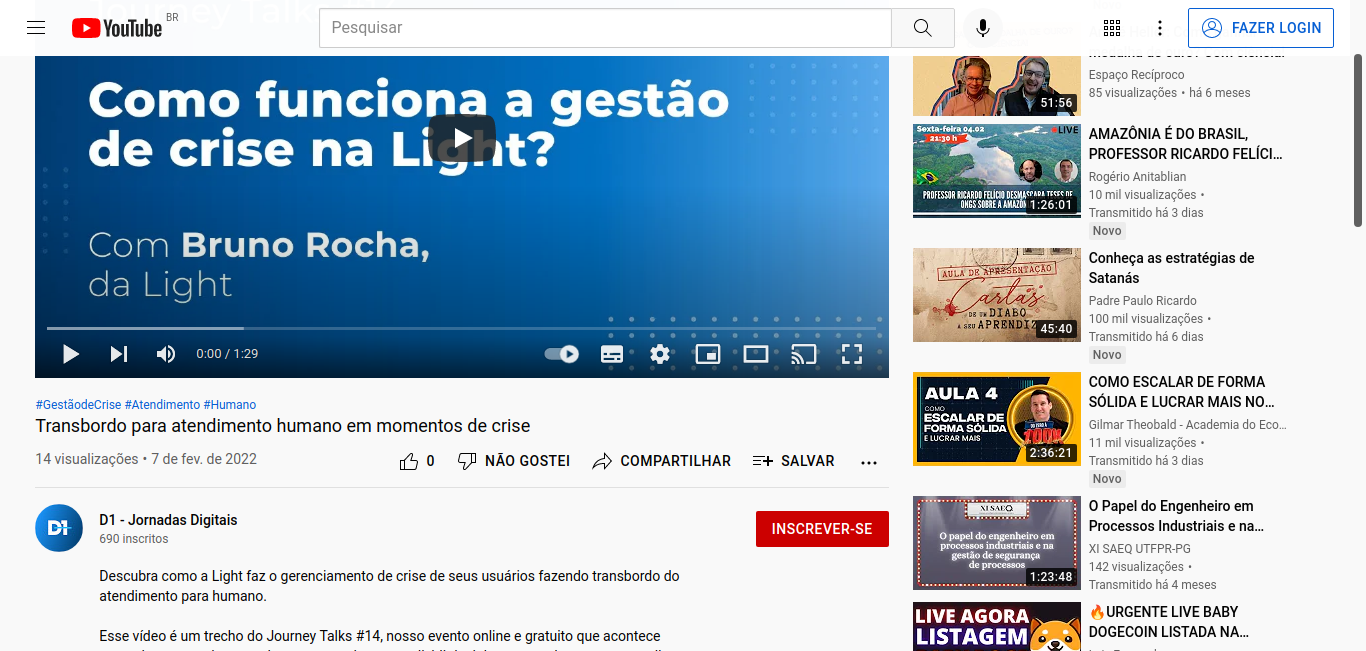 YouTube BR
Pesquisar
FAZER LOGIN
Como funciona a gestão
de crise na Light?
Com Bruno Rocha,
da Light
0:00 / 1:29
#GestãodeCrise #Atendimento #Humano
Transbordo para atendimento humano em momentos de crise
14 visualizações • 7 de fev. de 2022
0
NÃO GOSTEI
COMPARTILHAR
SALVAR
D1
D1 - Jornadas Digitais
690 inscritos
INSCREVER-SE
Descubra como a Light faz o gerenciamento de crise de seus usuários fazendo transbordo do
atendimento para humano.
Esse vídeo é um trecho do Journey Talks #14, nosso evento online e gratuito que acontece
51:56
Espaço Recíproco
85 visualizações • há 6 meses
Sexta-feira 04.02
21:30 h
LIVE
PROFESSOR RICARDO FELÍCIO DESMASCARA TESES DE
ONGS SOBRE A AMAZÔN
1:26:01
AMAZÔNIA É DO BRASIL,
PROFESSOR RICARDO FELÍCI…
Rogério Anitablian
10 mil visualizações •
Transmitido há 3 dias
Novo
AULA DE APRESENTAÇÃO
Cartas
DE UM DIABO
A SEU APRENDIZ
45:40
Conheça as estratégias de
Satanás
Padre Paulo Ricardo
100 mil visualizações •
Transmitido há 6 dias
Novo
AULA 4
COMO
ESCALAR DE
FORMA SÓLIDA
E LUCRAR MAIS
2:36:21
COMO ESCALAR DE FORMA
SÓLIDA E LUCRAR MAIS NO…
Gilmar Theobald - Academia do Eco…
11 mil visualizações •
Transmitido há 3 dias
Novo
XI SAEQ
O papel do engenheiro em
processos industriais e na
gestão de segurança
de processos
1:23:48
O Papel do Engenheiro em
Processos Industriais e na…
XI SAEQ UTFPR-PG
142 visualizações •
Transmitido há 4 meses
LIVE AGORA
LISTAGEM
🔥URGENTE LIVE BABY
DOGECOIN LISTADA NA…